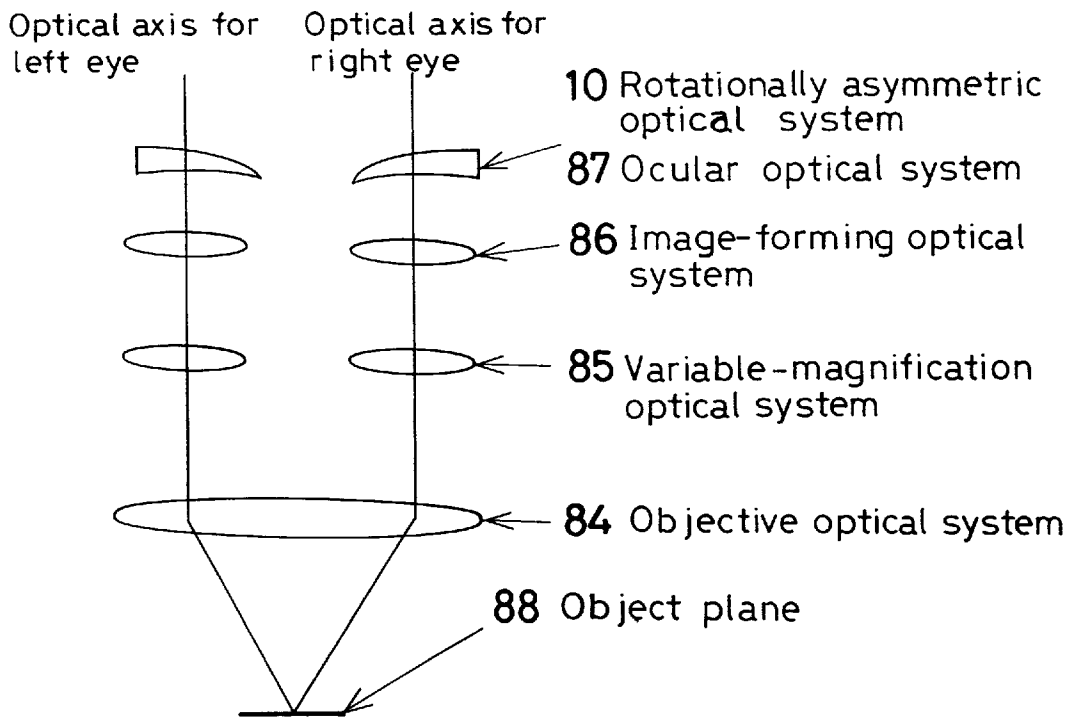 Optical axis for
left eye
Optical axis for
right eye
10 Rotationally asymmetric
optical system
87 Ocular optical system
86 Image-forming optical
system
85 Variable-magnification
optical system
84 Objective optical system
88 Object plane